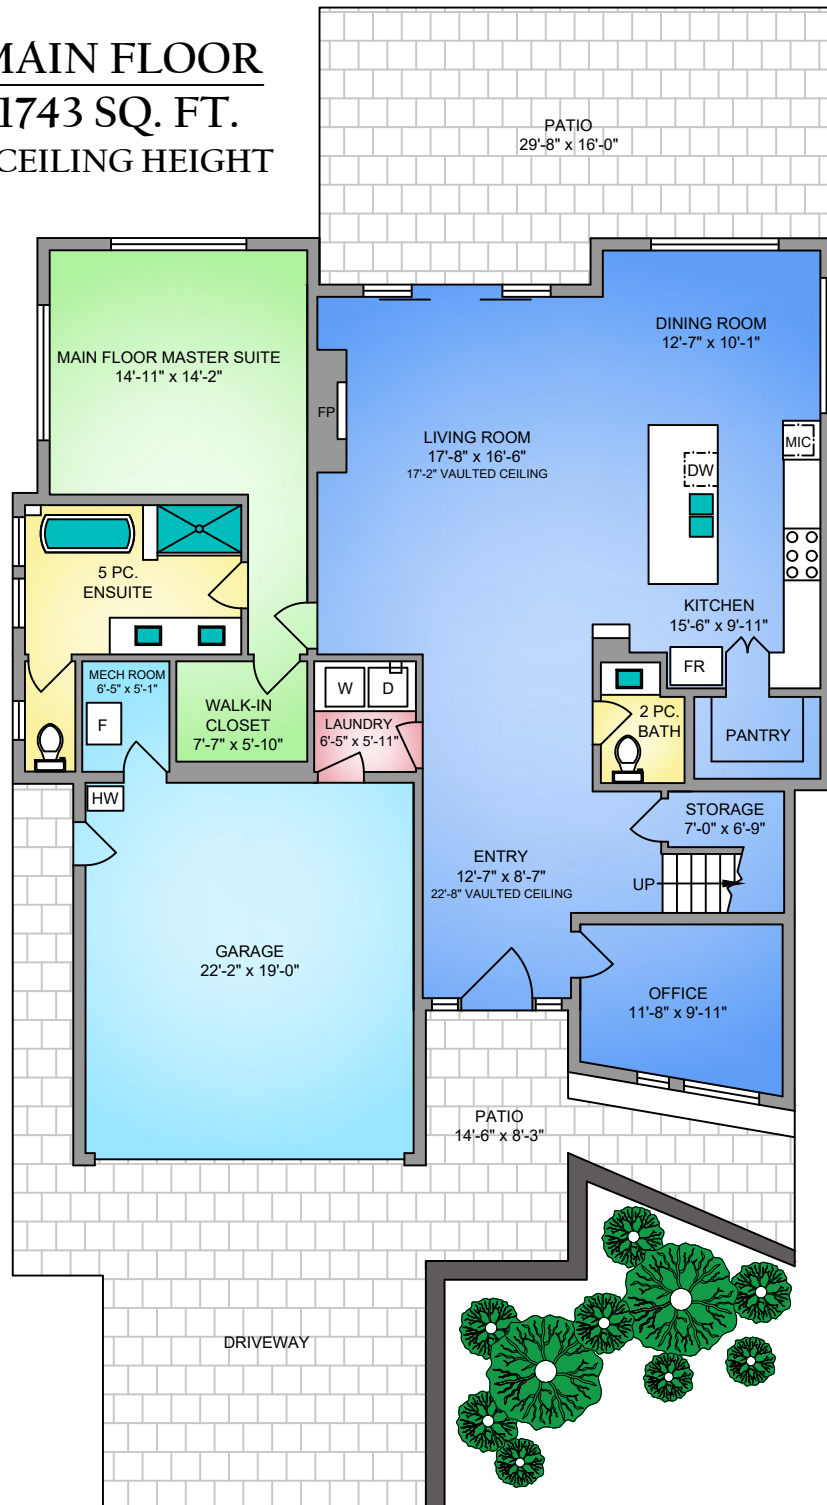 MAIN FLOOR
1743 SQ. FT.
CEILING HEIGHT
PATIO
29'-8" x 16'-0"
DINING ROOM
12'-7" x 10'-1"
MAIN FLOOR MASTER SUITE
14'-11" x 14'-2"
FP
LIVING ROOM
17'-8" x 16'-6"
17'-2" VAULTED CEILING
MIC
DW
5 PC.
ENSUITE
KITCHEN
15'-6" x 9'-11"
FR
MECH ROOM
6'-5" x 5'-1"
F
WALK-IN
CLOSET
7'-7" x 5'-10"
W
D
LAUNDRY
6'-5" x 5'-11"
2 PC.
BATH
PANTRY
HW
STORAGE
7'-0" x 6'-9"
ENTRY
12'-7" x 8'-7"
22'-8" VAULTED CEILING
UP
GARAGE
22'-2" x 19'-0"
OFFICE
11'-8" x 9'-11"
PATIO
14'-6" x 8'-3"
DRIVEWAY